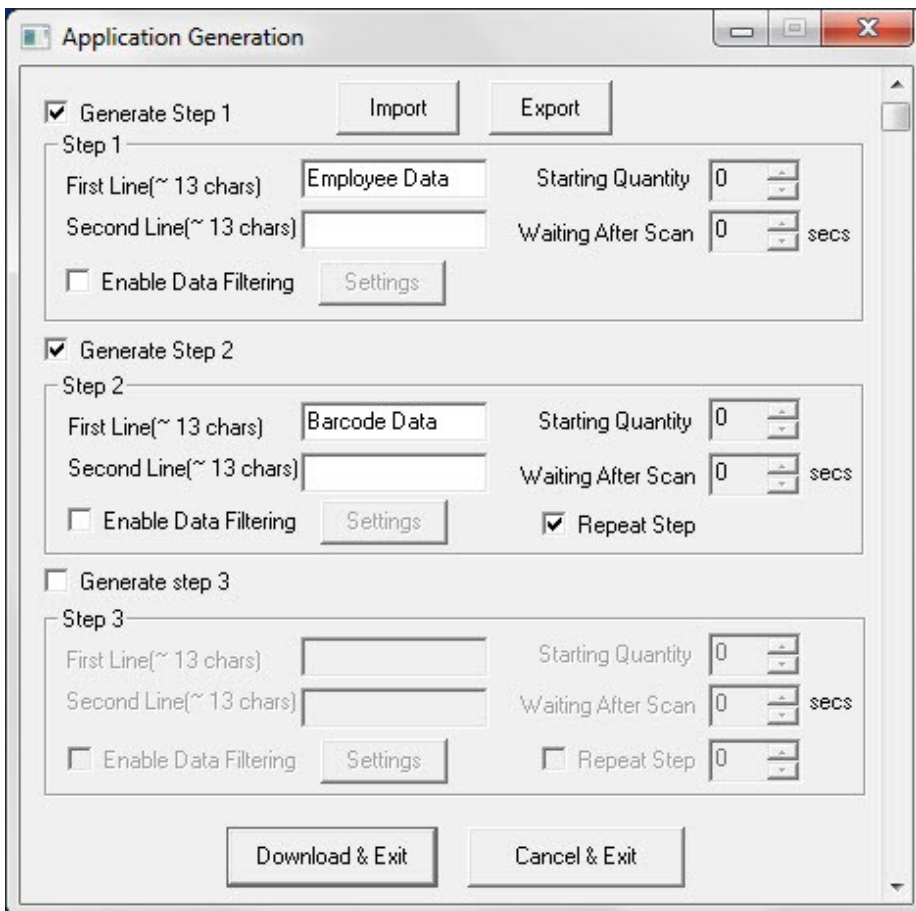 Application Generation
Generate Step 1 Import Export
Step 1
First Line(~ 13 chars) Employee Data Starting Quantity 0
Second Line(~ 13 chars) Waiting After Scan 0 secs
Enable Data Filtering Settings
Generate Step 2
Step 2
First Line(~ 13 chars) Barcode Data Starting Quantity 0
Second Line(~ 13 chars) Waiting After Scan 0 secs
Enable Data Filtering Settings Repeat Step
Generate step 3
Step 3
First Line(~ 13 chars) Starting Quantity 0
Second Line(~ 13 chars) Waiting After Scan 0 secs
Enable Data Filtering Settings Repeat Step 0
Download & Exit Cancel & Exit